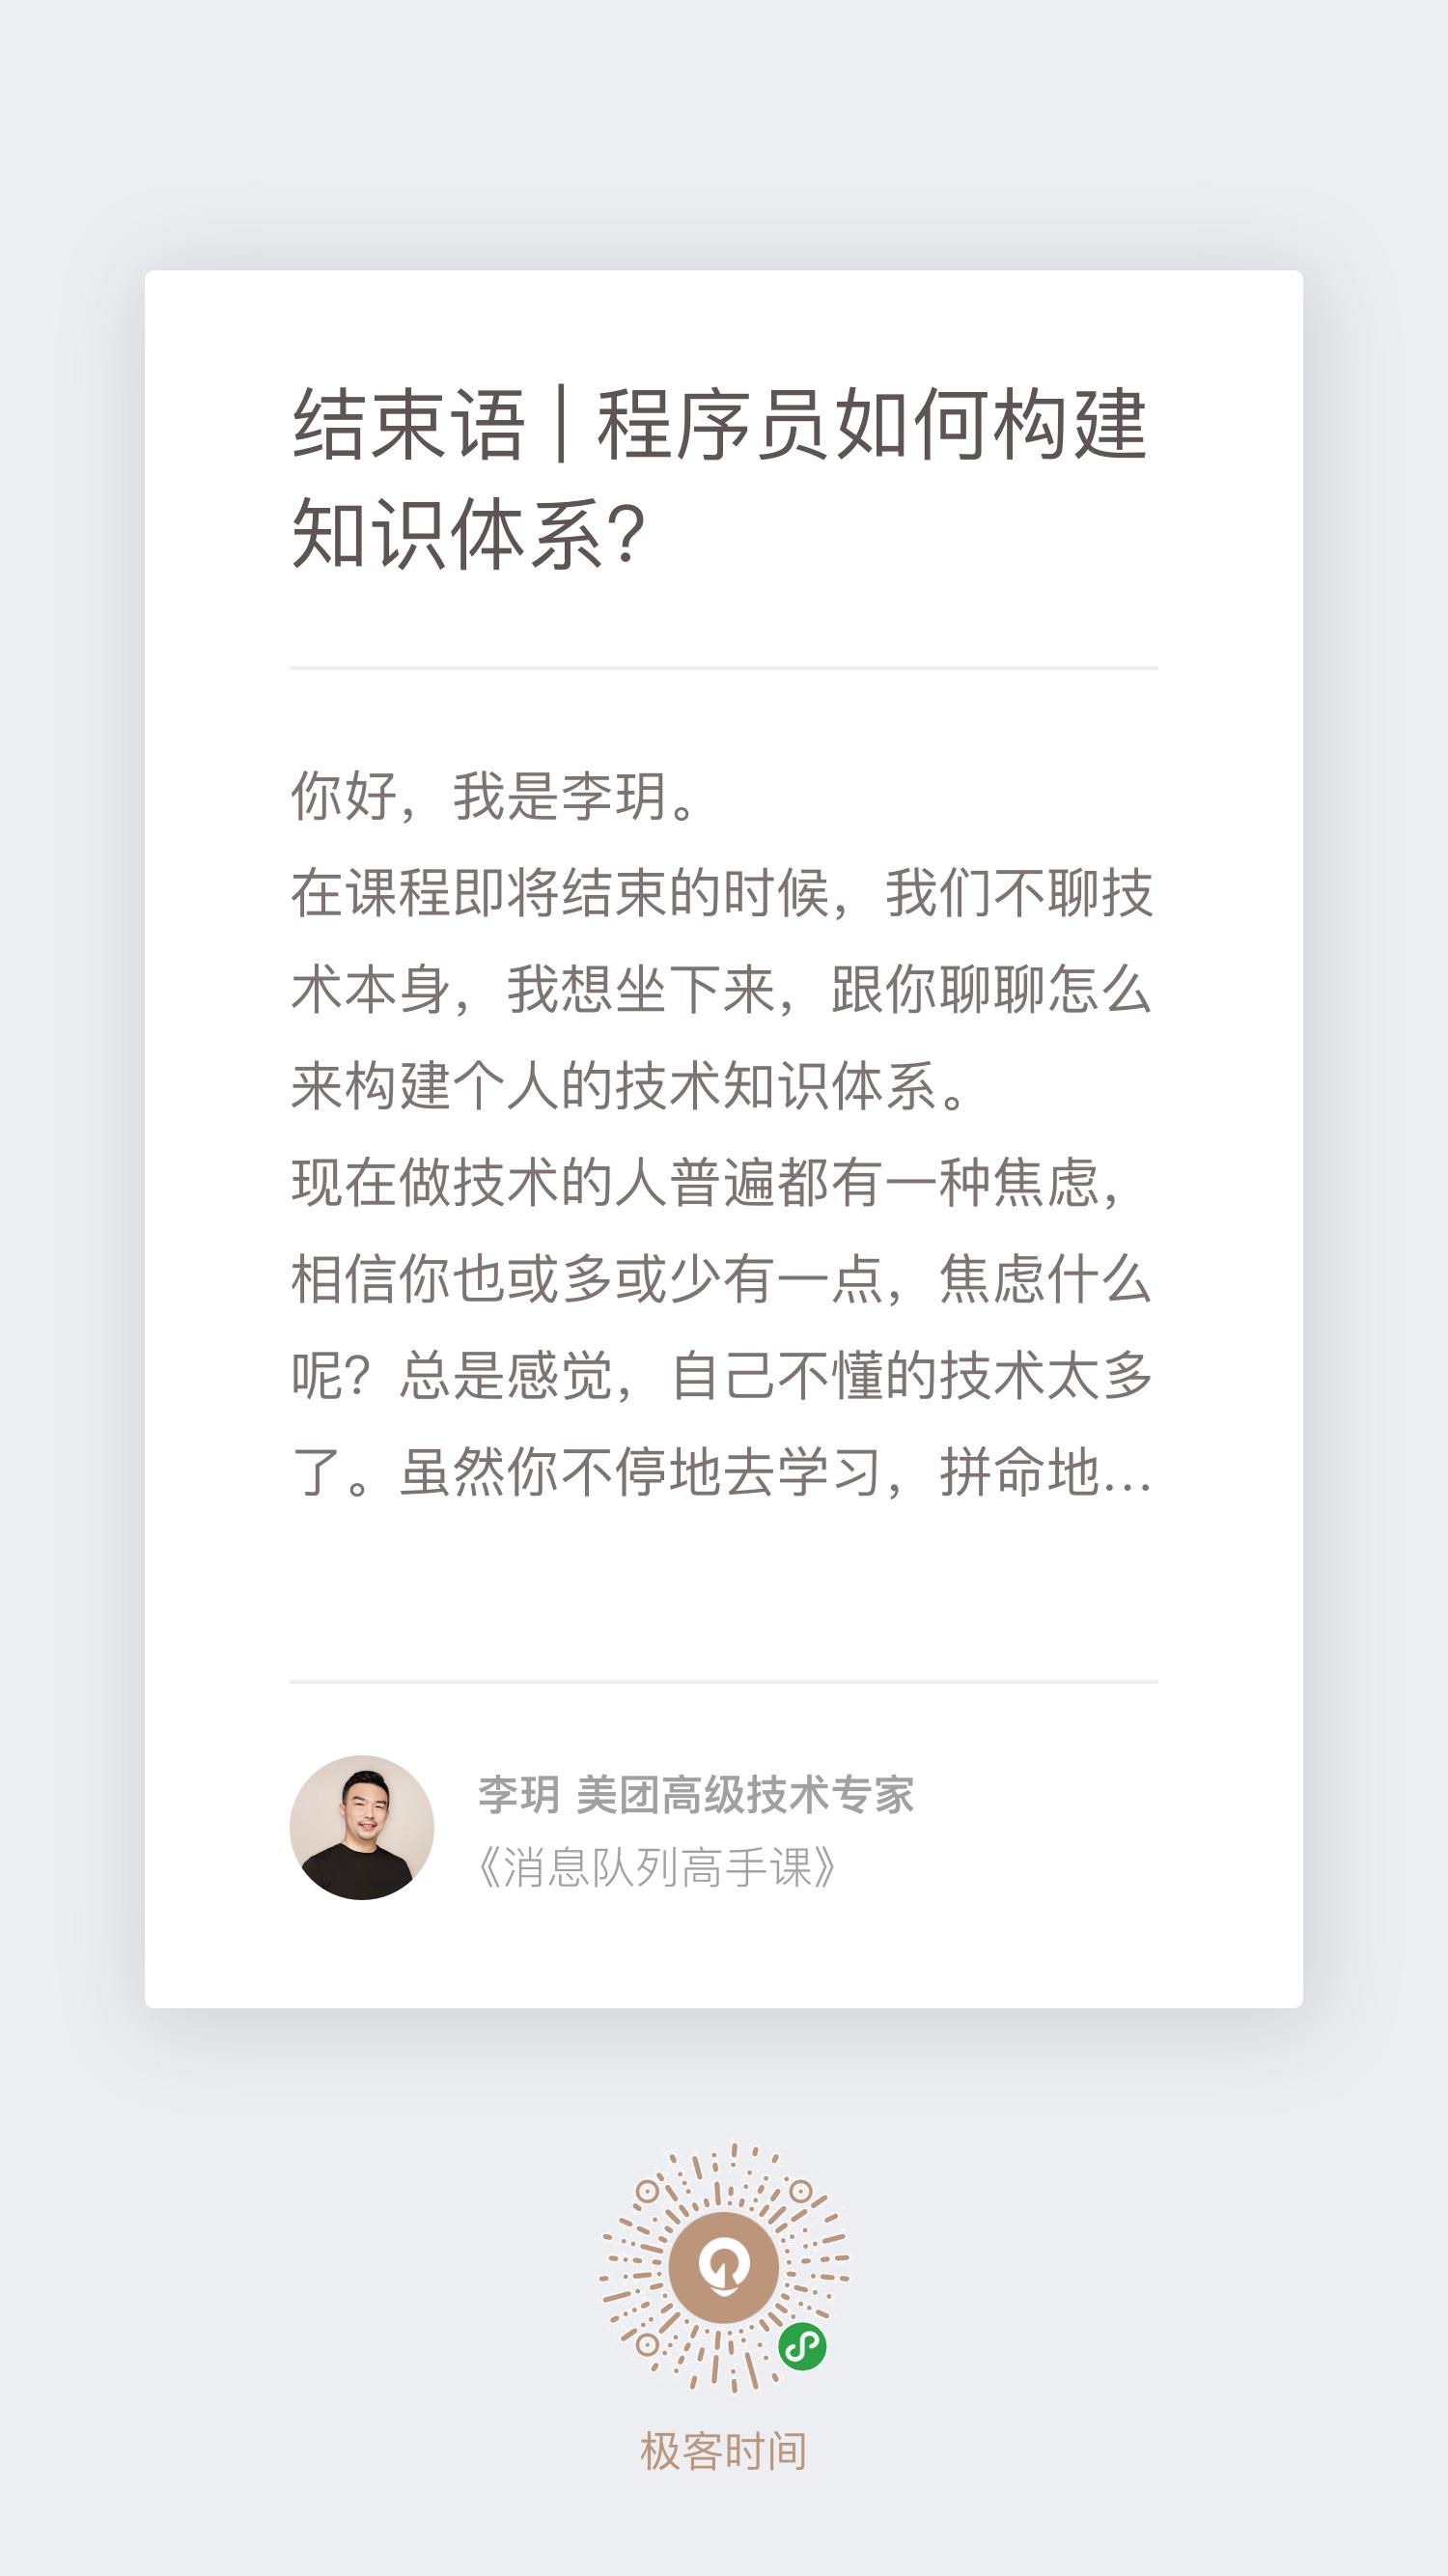 结束语 | 程序员如何构建
知识体系?
你好，我是李玥。
在课程即将结束的时候，我们不聊技
术本身，我想坐下来，跟你聊聊怎么
来构建个人的技术知识体系。
现在做技术的人普遍都有一种焦虑，
相信你也或多或少有一点，焦虑什么
呢？总是感觉，自己不懂的技术太多
了。虽然你不停地去学习，拼命地...
李玥 美团高级技术专家
《消息队列高手课》
极客时间